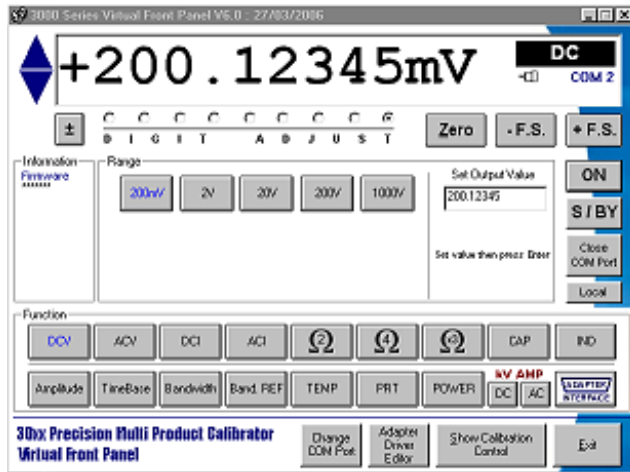 3000 Series Virtual Front Panel V6.0 : 27/03/2006
+200.12345mV
DC
COM 2
±
DIGIT ADJUST
Zero
- F.S.
+ F.S.
Information
Firmware
Range
200mV
2V
20V
200V
1000V
Set Output Value
200.12345
Set value then press Enter
ON
S / BY
Close COM Port
Local
Function
DCV
ACV
DCI
ACI
Ω2
Ω4
CAP
IND
Amplitude
TimeBase
Bandwidth
Band. REF
TEMP
PRT
POWER
kV AMP
DC
AC
ADAPTER INTERFACE
30xx Precision Multi Product Calibrator
Virtual Front Panel
Change COM Port
Adapter Driver Editor
Show Calibration Control
Exit